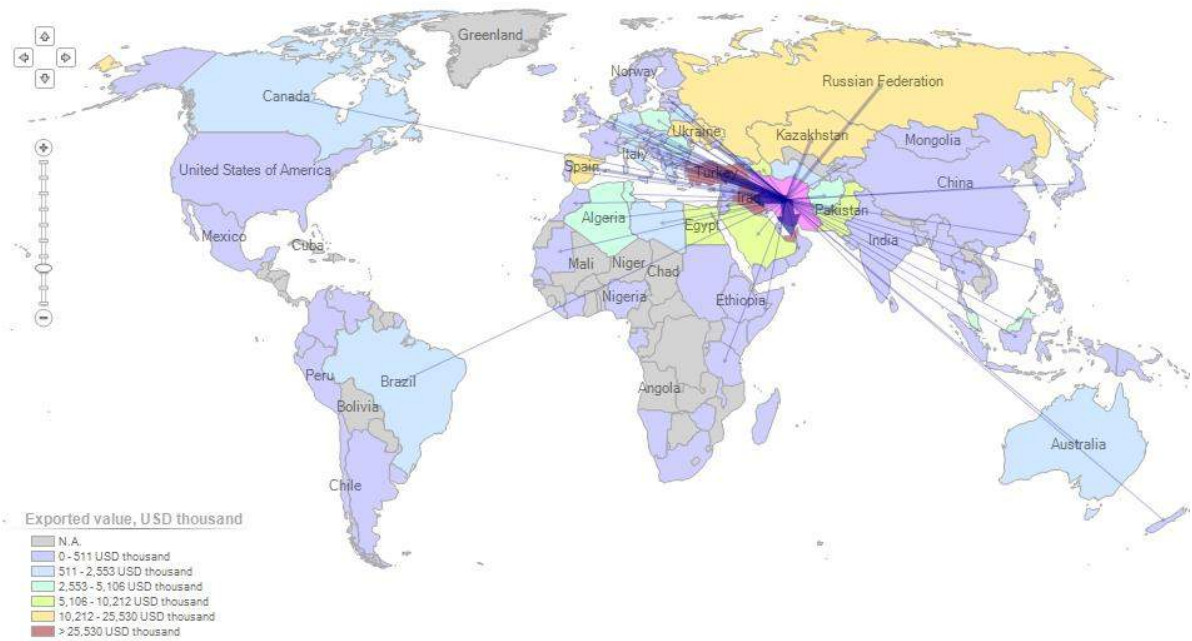 Greenland
Norway
Russian Federation
Canada
Ukraine
Kazakhstan
Mongolia
Italy
United States of America
Spain
Turkey
China
Iraq
Pakistan
Algeria
Egypt
Mexico
Cuba
India
Mali
Niger
Chad
Nigeria
Ethiopia
Peru
Brazil
Angola
Bolivia
Australia
Chile
Exported value, USD thousand
N.A.
0 - 511 USD thousand
511 - 2,553 USD thousand
2,553 - 5,106 USD thousand
5,106 - 10,212 USD thousand
10,212 - 25,530 USD thousand
> 25,530 USD thousand